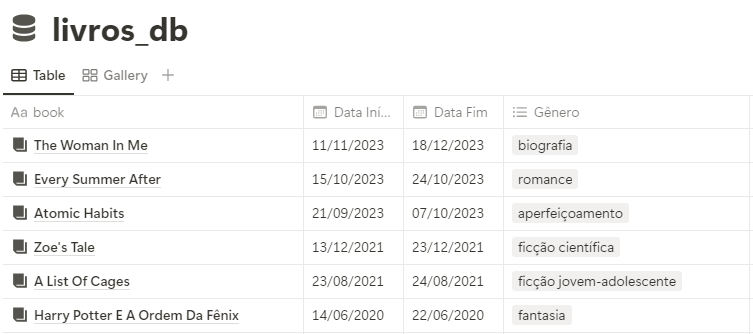 livros_db
Table Gallery
Aa book Data Iní... Data Fim Gênero
The Woman In Me 11/11/2023 18/12/2023 biografia
Every Summer After 15/10/2023 24/10/2023 romance
Atomic Habits 21/09/2023 07/10/2023 aperfeiçoamento
Zoe's Tale 13/12/2021 23/12/2021 ficção científica
A List Of Cages 23/08/2021 24/08/2021 ficção jovem-adolescente
Harry Potter E A Ordem Da Fênix 14/06/2020 22/06/2020 fantasia